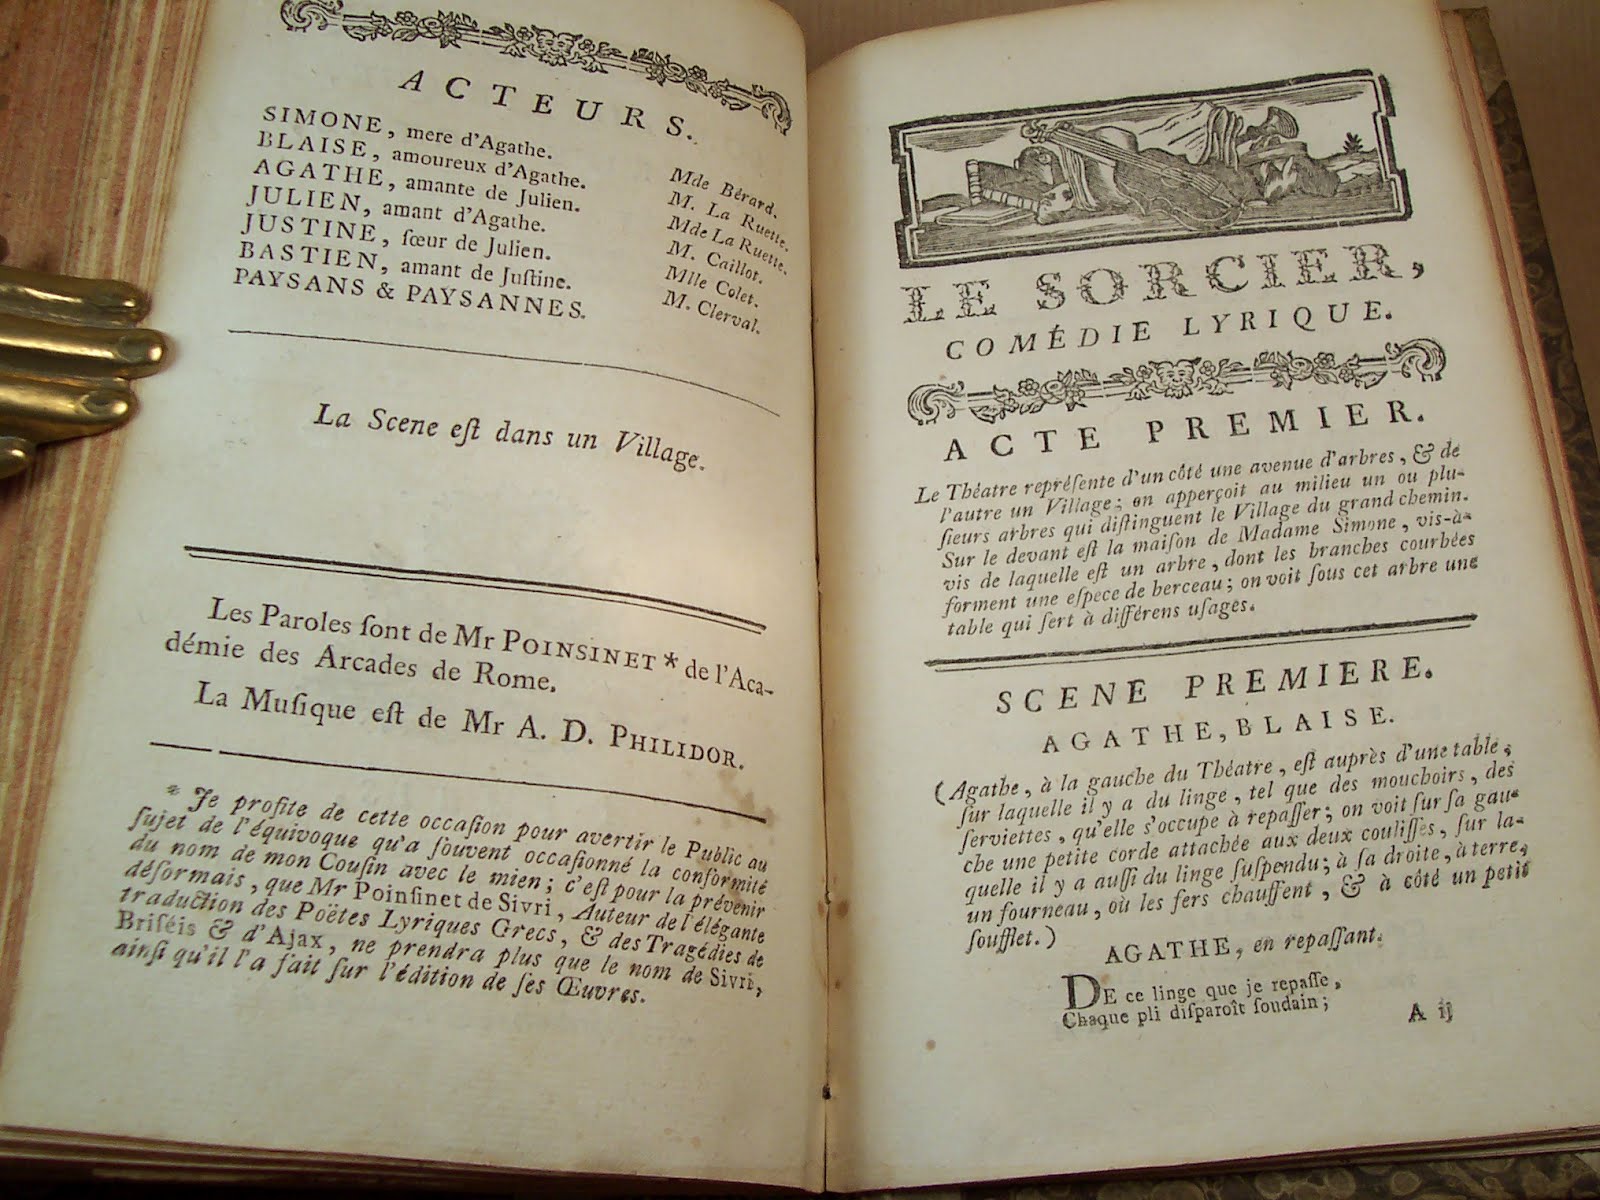 ACTEURS.
SIMONE, mere d'Agathe. Mde Bérard.
BLAISE, amoureux d'Agathe. M. La Ruette.
AGATHE, amante de Julien. Mde La Ruette.
JULIEN, amant d'Agathe. M. Caillot.
JUSTINE, ſœur de Julien. Mlle Colet.
BASTIEN, amant de Juſtine. M. Clerval.
PAYSANS & PAYSANNES.
La Scene eſt dans un Village.
Les Paroles ſont de Mr POINSINET * de l'Aca-
démie des Arcades de Rome.
La Muſique eſt de Mr A. D. PHILIDOR.
* Je profite de cette occaſion pour avertir le Public au
ſujet de l'équivoque qu'a ſouvent occaſionné la conformité
du nom de mon Couſin avec le mien; c'eſt pour la prévenir
déſormais, que Mr Poinſinet de Sivri, Auteur de l'élégante
traduction des Poëtes Lyriques Grecs, & des Tragédies de
Briſéis & d'Ajax, ne prendra plus que le nom de Sivri,
ainſi qu'il l'a fait ſur l'édition de ſes Œuvres.
LE SORCIER,
COMÉDIE LYRIQUE.
ACTE PREMIER.
Le Théatre repréſente d'un côté une avenue d'arbres, & de
l'autre un Village; on apperçoit au milieu un ou plu-
ſieurs arbres qui diſtinguent le Village du grand chemin.
Sur le devant eſt la maiſon de Madame Simone, vis-à-
vis de laquelle eſt un arbre, dont les branches courbées
forment une eſpece de berceau; on voit ſous cet arbre une
table qui ſert à différens uſages.
SCENE PREMIERE.
AGATHE, BLAISE.
(Agathe, à la gauche du Théatre, eſt auprès d'une table,
ſur laquelle il y a du linge, tel que des mouchoirs, des
ſerviettes, qu'elle s'occupe à repaſſer; on voit ſur ſa gau-
che une petite corde attachée aux deux couliſſes, ſur la-
quelle il y a auſſi du linge ſuſpendu; à ſa droite, à terre,
un fourneau, où les fers chauffent, & à côté un petit
ſoufflet.)
AGATHE, en repaſſant.
DE ce linge que je repaſſe,
Chaque pli diſparoît ſoudain;
A ij